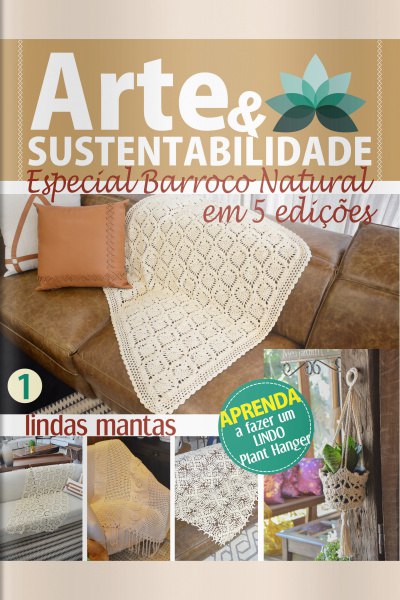 Arte &
SUSTENTABILIDADE
Especial Barroco Natural
em 5 edições
1
lindas mantas
APRENDA
a fazer um
LINDO
Plant Hanger